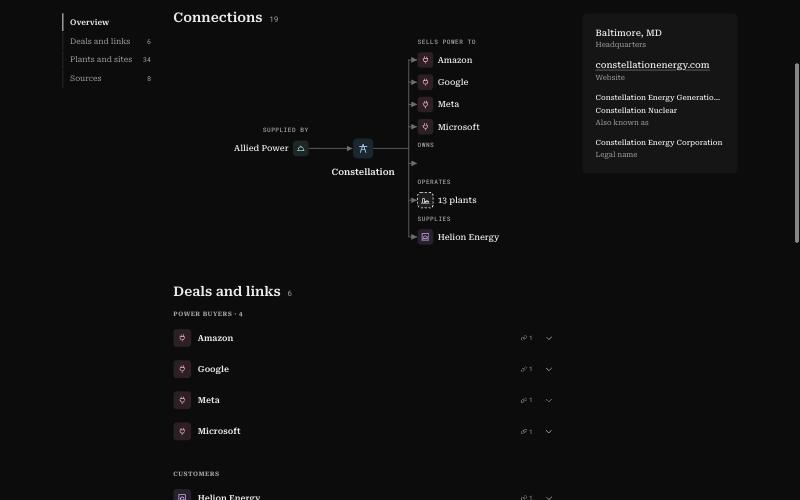 Overview
Deals and links 6
Plants and sites 34
Sources 8
Connections 19
SELLS POWER TO
Amazon
Google
Meta
Microsoft
SUPPLIED BY
Allied Power
Constellation
OWNS
OPERATES
13 plants
SUPPLIES
Helion Energy
Baltimore, MD
Headquarters
constellationenergy.com
Website
Constellation Energy Generatio...
Constellation Nuclear
Also known as
Constellation Energy Corporation
Legal name
Deals and links 6
POWER BUYERS · 4
Amazon 1
Google 1
Meta 1
Microsoft 1
CUSTOMERS
Helion Energy 1